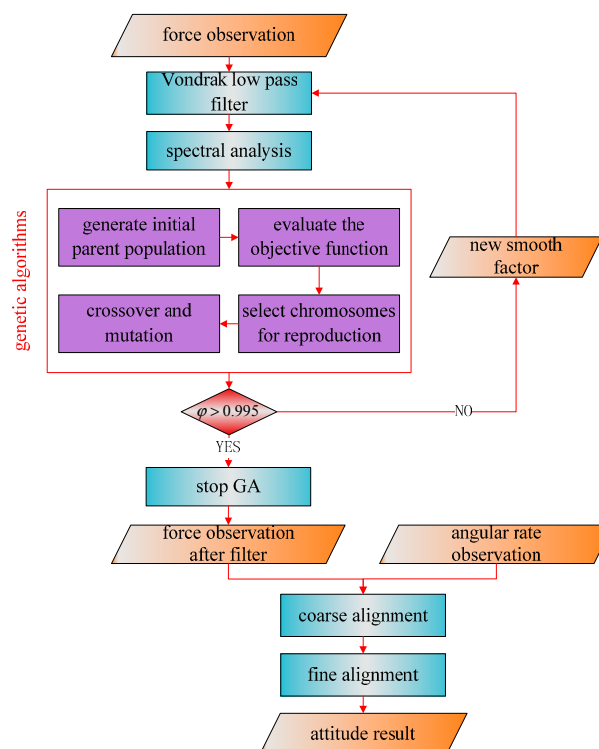 force observation
Vondrak low pass
filter
spectral analysis
genetic algorithms
generate initial
parent population
evaluate the
objective function
crossover and
mutation
select chromosomes
for reproduction
new smooth
factor
φ > 0.995
NO
YES
stop GA
force observation
after filter
angular rate
observation
coarse alignment
fine alignment
attitude result